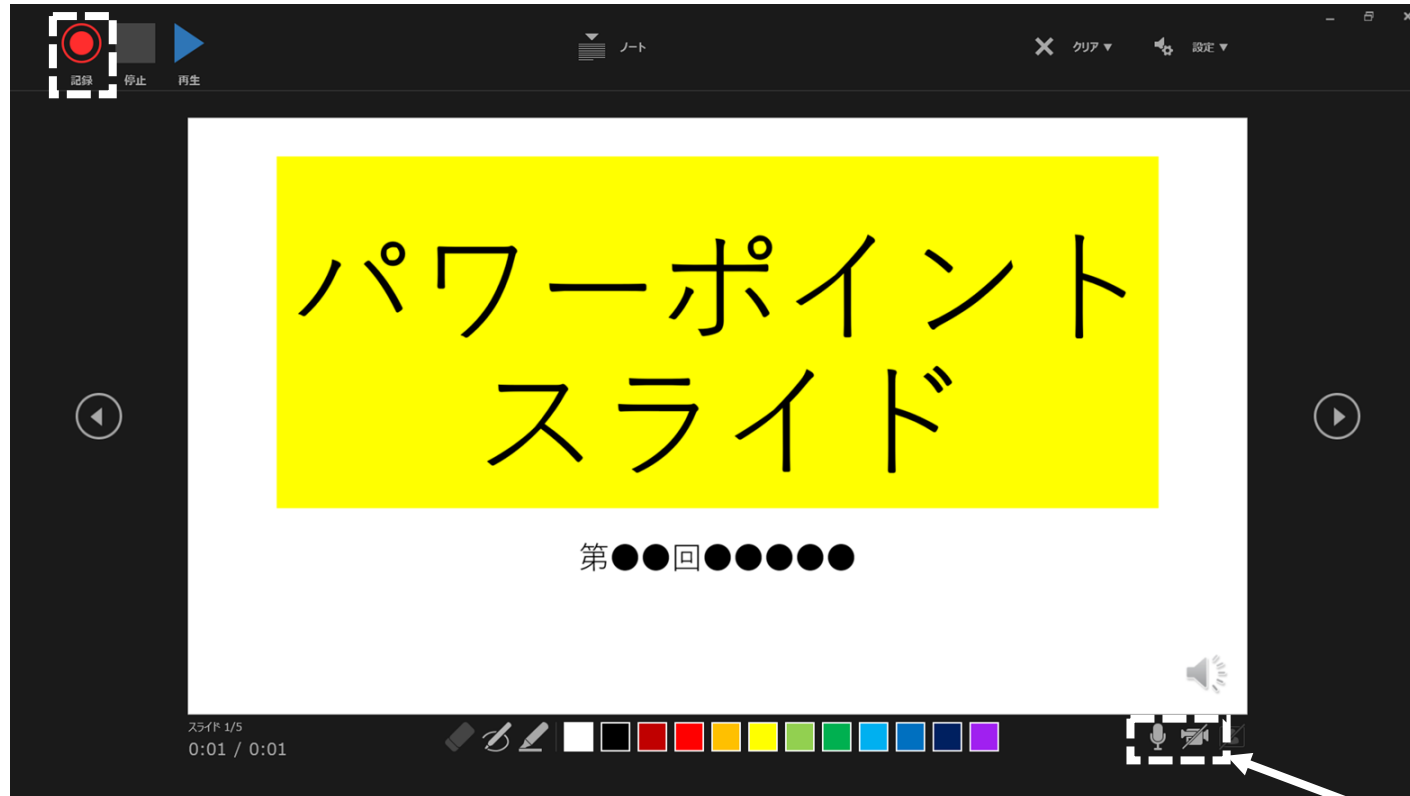 記録 停止 再生
ノート
クリア▼ 設定▼
パワーポイント
スライド
第●●回●●●●●
スライド 1/5
0:01 / 0:01